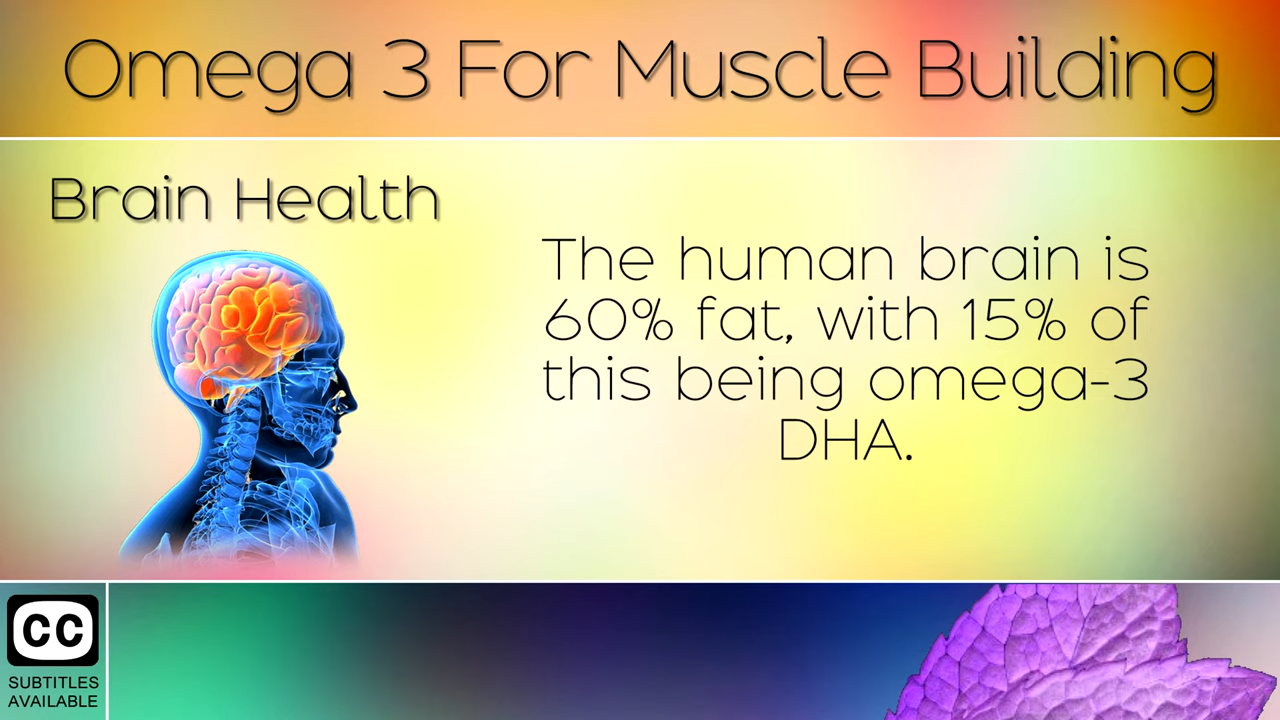 Omega 3 For Muscle Building
Brain Health
The human brain is
60% fat, with 15% of
this being omega-3
DHA.
CC
SUBTITLES
AVAILABLE